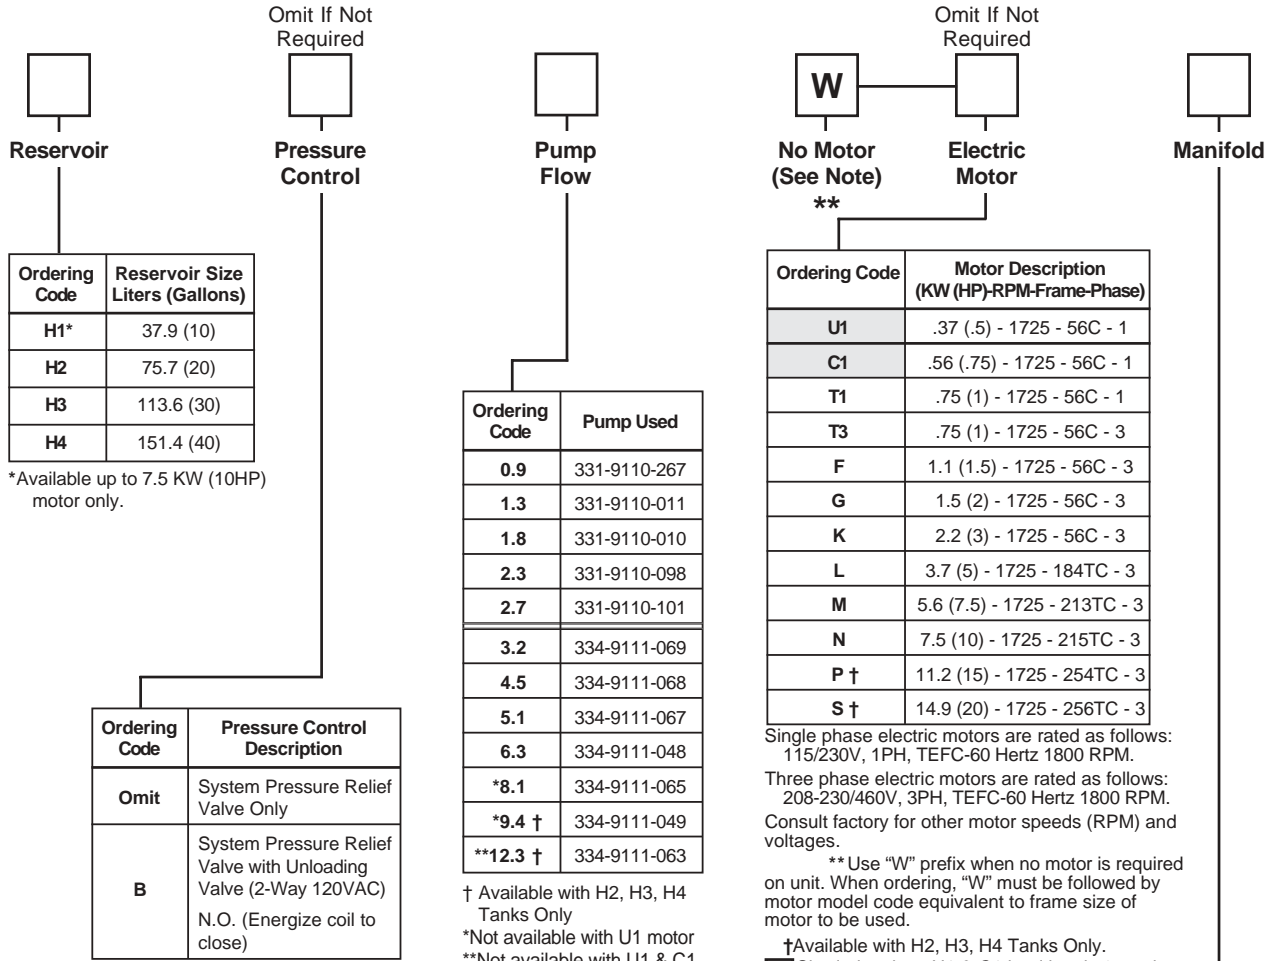 Omit If Not
Required
Omit If Not
Required
W
Reservoir
Pressure
Control
Pump
Flow
No Motor
(See Note)
**
Electric
Motor
Manifold
Ordering Code Reservoir Size Liters (Gallons)
H1* 37.9 (10)
H2 75.7 (20)
H3 113.6 (30)
H4 151.4 (40)
*Available up to 7.5 KW (10HP)
motor only.
Ordering Code Pressure Control Description
Omit System Pressure Relief
Valve Only
B System Pressure Relief
Valve with Unloading
Valve (2-Way 120VAC)
N.O. (Energize coil to
close)
Ordering Code Pump Used
0.9 331-9110-267
1.3 331-9110-011
1.8 331-9110-010
2.3 331-9110-098
2.7 331-9110-101
3.2 334-9111-069
4.5 334-9111-068
5.1 334-9111-067
6.3 334-9111-048
*8.1 334-9111-065
*9.4 † 334-9111-049
**12.3 † 334-9111-063
† Available with H2, H3, H4
Tanks Only
*Not available with U1 motor
**Not available with U1 & C1
Ordering Code Motor Description
(KW (HP)-RPM-Frame-Phase)
U1 .37 (.5) - 1725 - 56C - 1
C1 .56 (.75) - 1725 - 56C - 1
T1 .75 (1) - 1725 - 56C - 1
T3 .75 (1) - 1725 - 56C - 3
F 1.1 (1.5) - 1725 - 56C - 3
G 1.5 (2) - 1725 - 56C - 3
K 2.2 (3) - 1725 - 56C - 3
L 3.7 (5) - 1725 - 184TC - 3
M 5.6 (7.5) - 1725 - 213TC - 3
N 7.5 (10) - 1725 - 215TC - 3
P † 11.2 (15) - 1725 - 254TC - 3
S † 14.9 (20) - 1725 - 256TC - 3
Single phase electric motors are rated as follows:
115/230V, 1PH, TEFC-60 Hertz 1800 RPM.
Three phase electric motors are rated as follows:
208-230/460V, 3PH, TEFC-60 Hertz 1800 RPM.
Consult factory for other motor speeds (RPM) and
voltages.
**Use “W” prefix when no motor is required
on unit. When ordering, “W” must be followed by
motor model code equivalent to frame size of
motor to be used.
†Available with H2, H3, H4 Tanks Only.